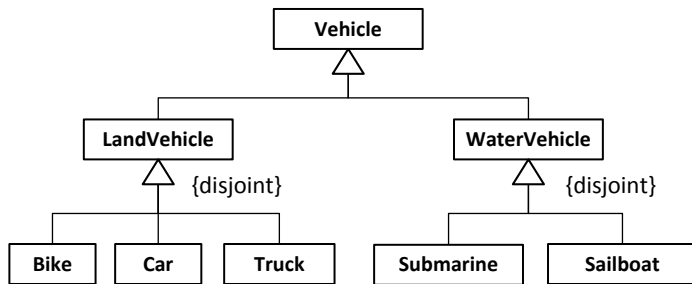 Vehicle
LandVehicle
WaterVehicle
{disjoint}
{disjoint}
Bike
Car
Truck
Submarine
Sailboat